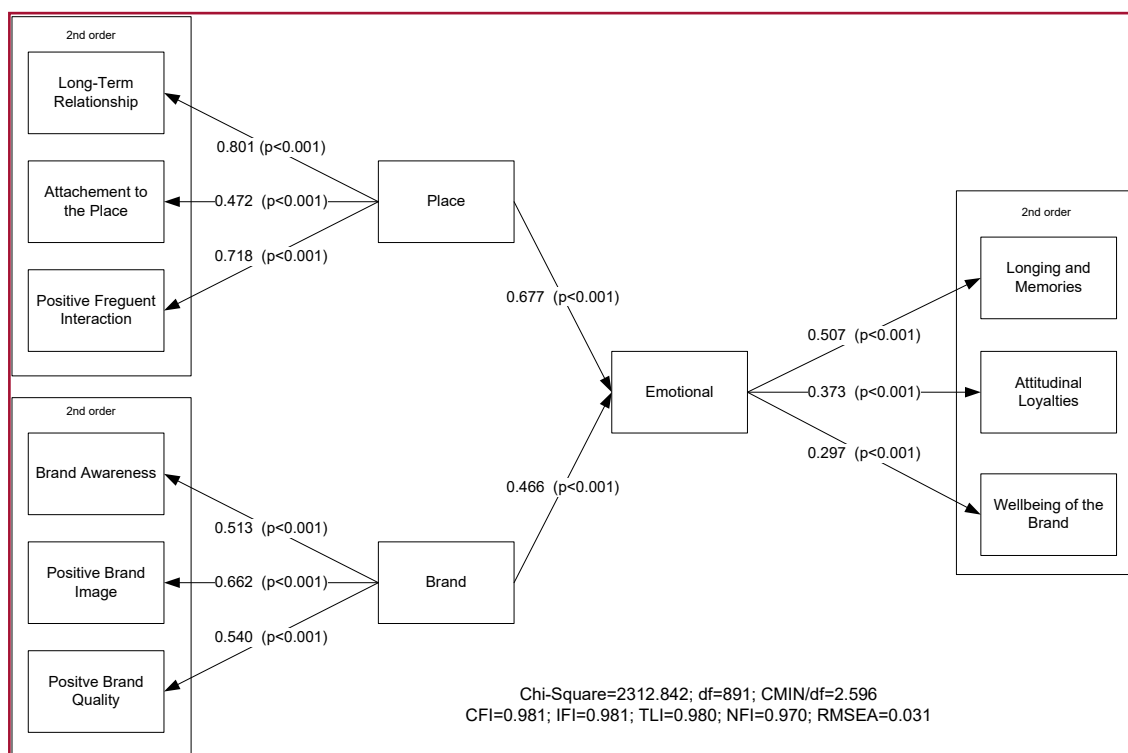 2nd order
Long-Term
Relationship
0.801 (p<0.001)
Attachement to
the Place
0.472 (p<0.001)
Place
0.718 (p<0.001)
Positive Freguent
Interaction
0.677 (p<0.001)
2nd order
Longing and
Memories
0.507 (p<0.001)
Emotional
0.373 (p<0.001)
Attitudinal
Loyalties
0.297 (p<0.001)
Wellbeing of the
Brand
2nd order
Brand Awareness
0.466 (p<0.001)
0.513 (p<0.001)
Positive Brand
Image
0.662 (p<0.001)
Brand
0.540 (p<0.001)
Positve Brand
Quality
Chi-Square=2312.842; df=891; CMIN/df=2.596
CFI=0.981; IFI=0.981; TLI=0.980; NFI=0.970; RMSEA=0.031